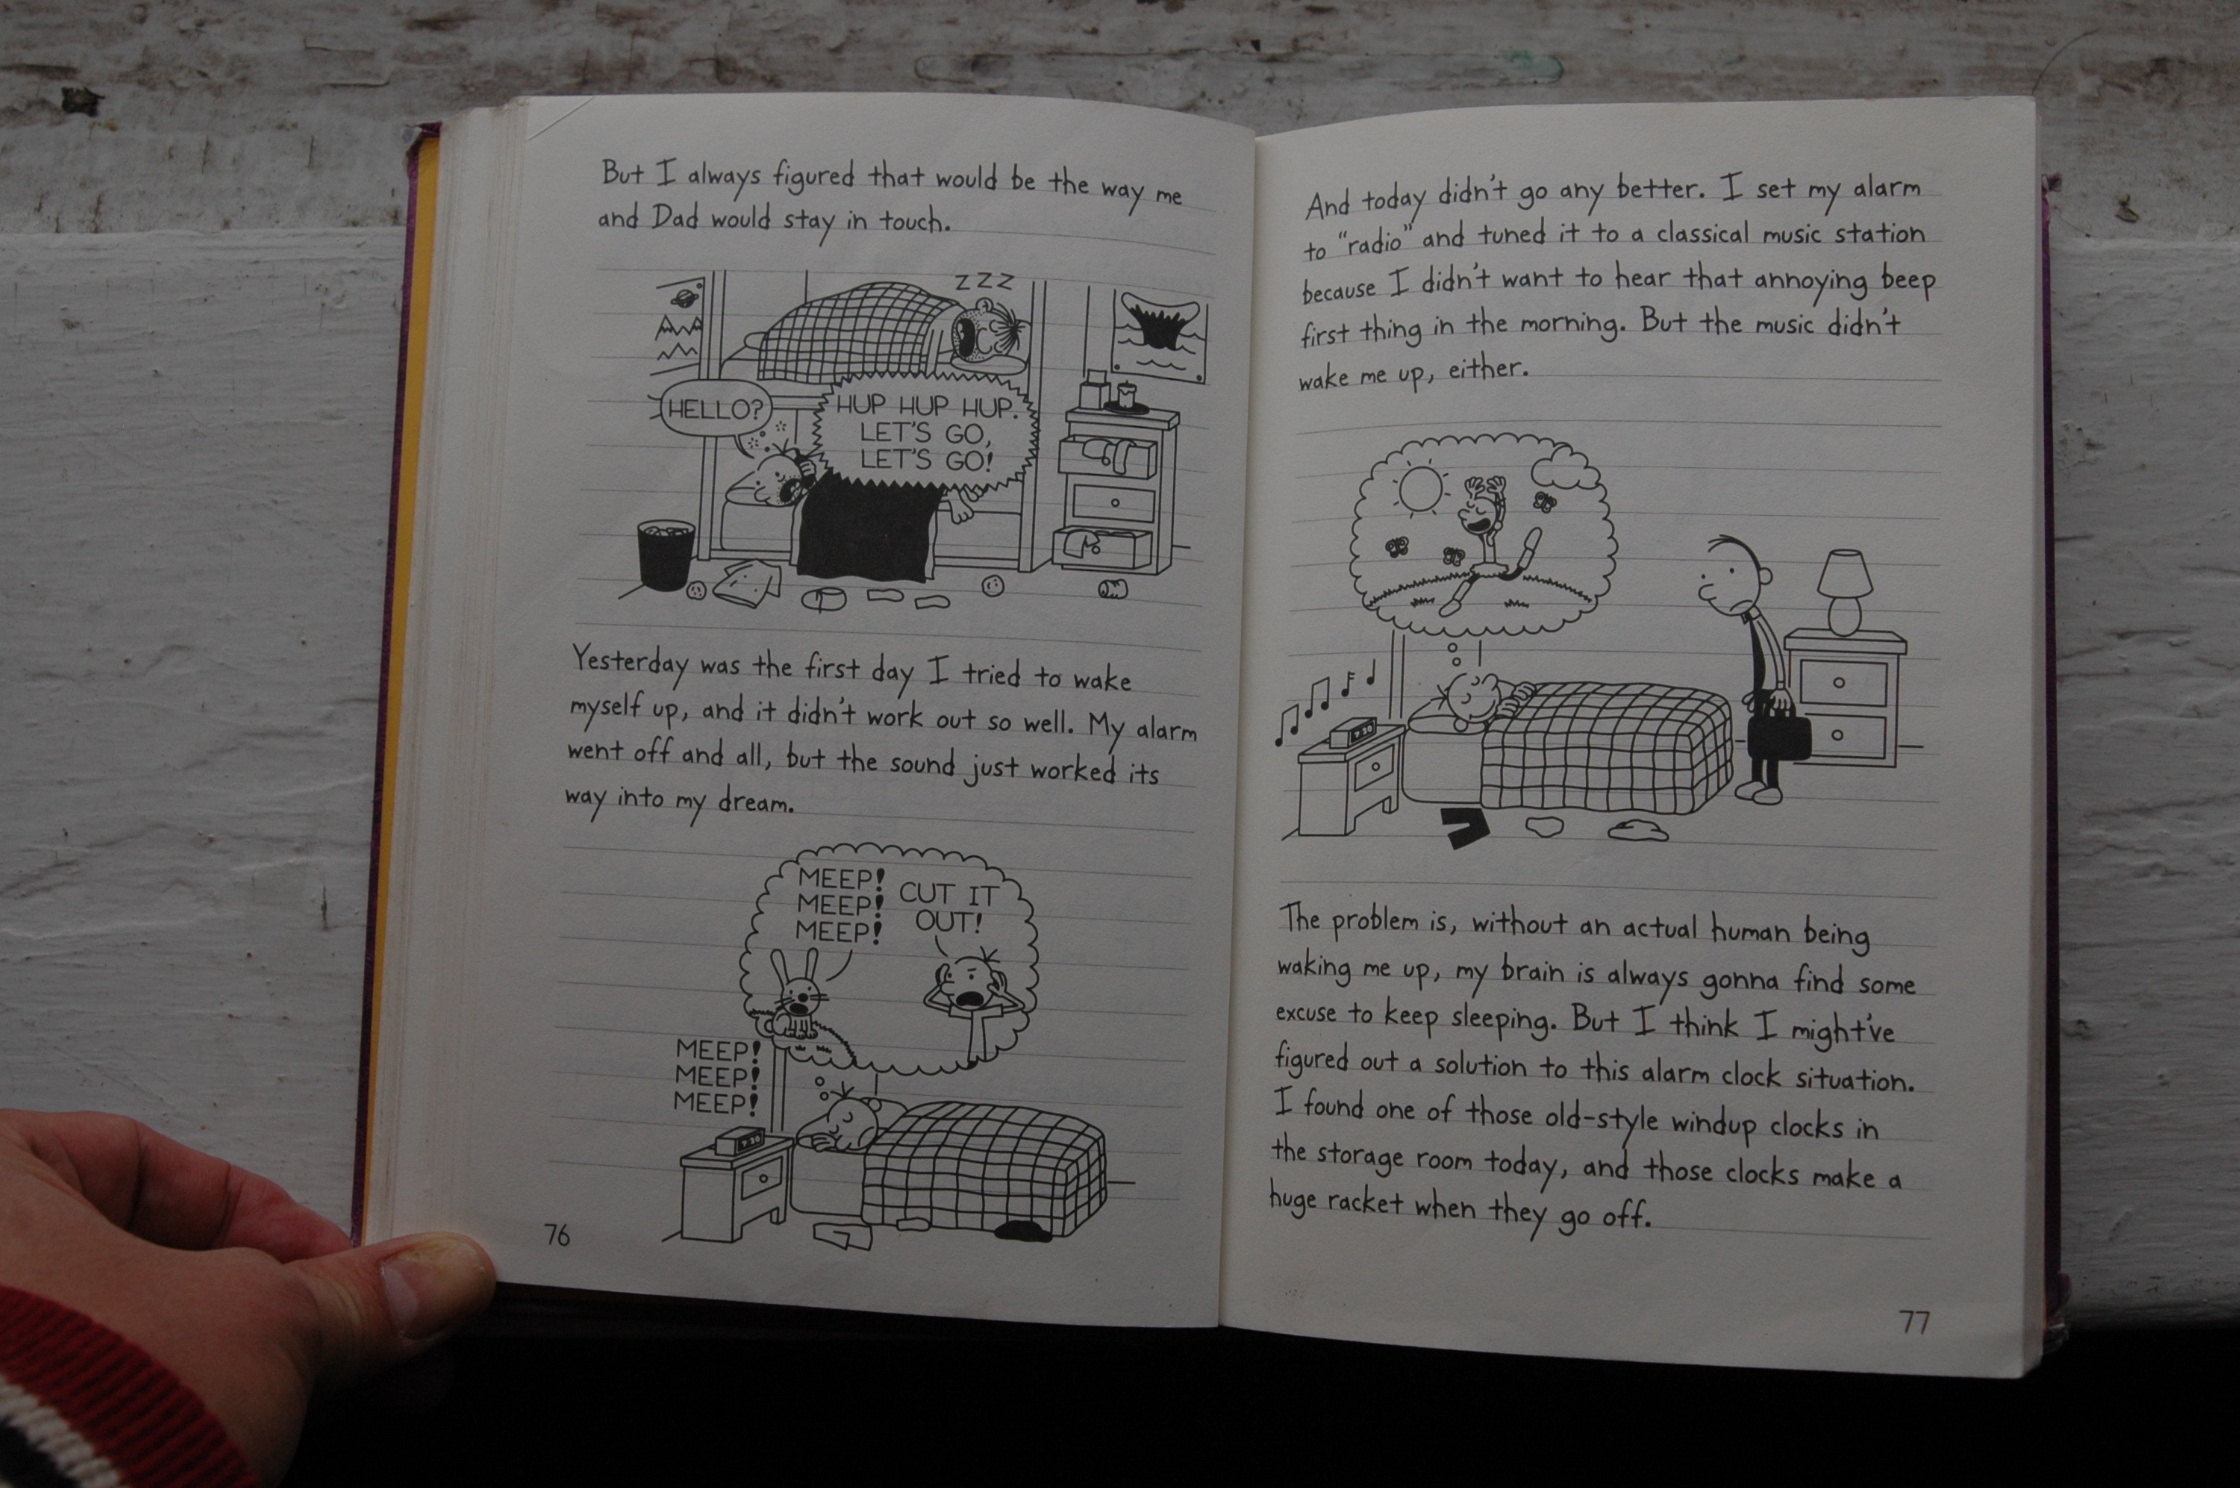 But I always figured that would be the way me
and Dad would stay in touch.
ZZZ
HELLO?
HUP HUP HUP.
LET'S GO,
LET'S GO!
Yesterday was the first day I tried to wake
myself up, and it didn't work out so well. My alarm
went off and all, but the sound just worked its
way into my dream.
MEEP!
MEEP!
MEEP!
CUT IT
OUT!
MEEP!
MEEP!
MEEP!
76
And today didn't go any better. I set my alarm
to "radio" and tuned it to a classical music station
because I didn't want to hear that annoying beep
first thing in the morning. But the music didn't
wake me up, either.
The problem is, without an actual human being
waking me up, my brain is always gonna find some
excuse to keep sleeping. But I think I might've
figured out a solution to this alarm clock situation.
I found one of those old-style windup clocks in
the storage room today, and those clocks make a
huge racket when they go off.
77